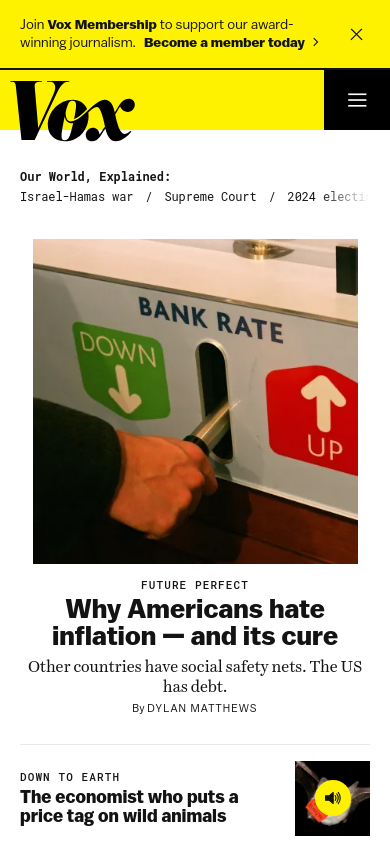 Join Vox Membership to support our award-
winning journalism. Become a member today
Vox
Our World, Explained:
Israel-Hamas war / Supreme Court / 2024 electi
BANK RATE
DOWN
UP
FUTURE PERFECT
Why Americans hate
inflation — and its cure
Other countries have social safety nets. The US
has debt.
By DYLAN MATTHEWS
DOWN TO EARTH
The economist who puts a
price tag on wild animals